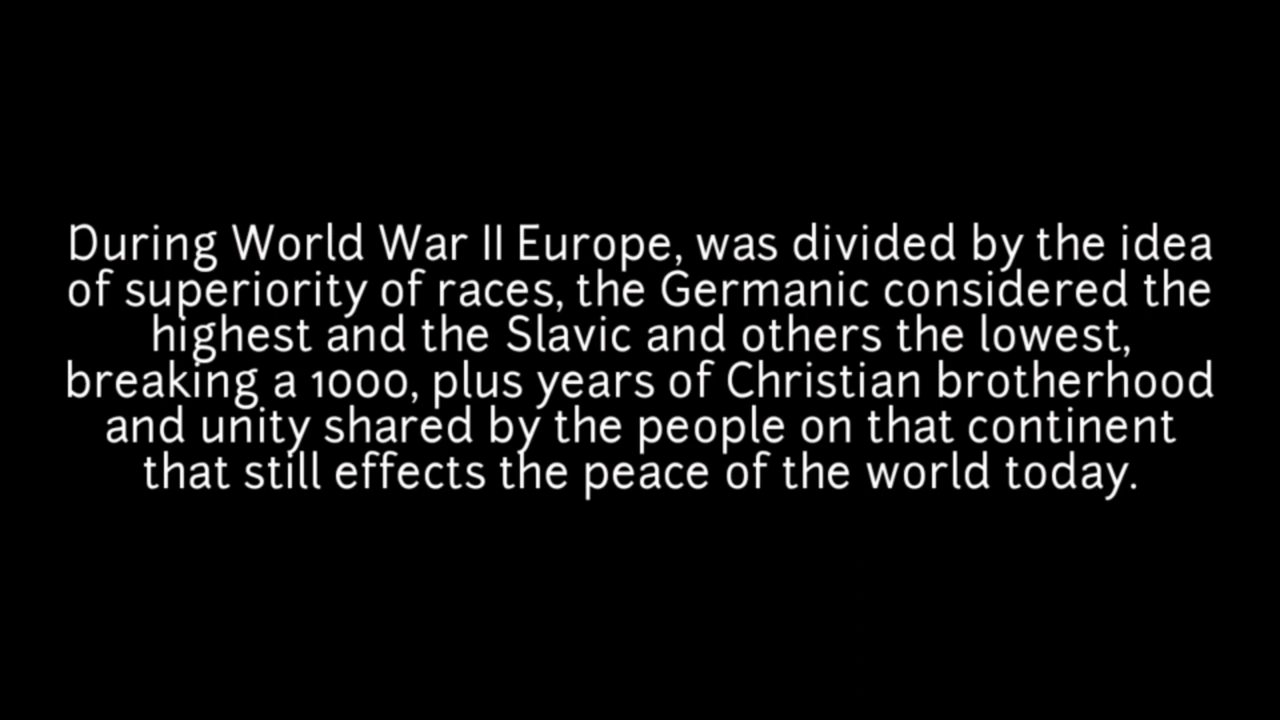 During World War II Europe, was divided by the idea
of superiority of races, the Germanic considered the
highest and the Slavic and others the lowest,
breaking a 1000, plus years of Christian brotherhood
and unity shared by the people on that continent
that still effects the peace of the world today.